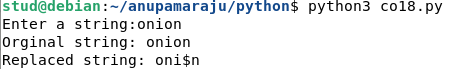 stud@debian:~/anupamaraju/python$ python3 co18.py
Enter a string:onion
Orginal string: onion
Replaced string: oni$n